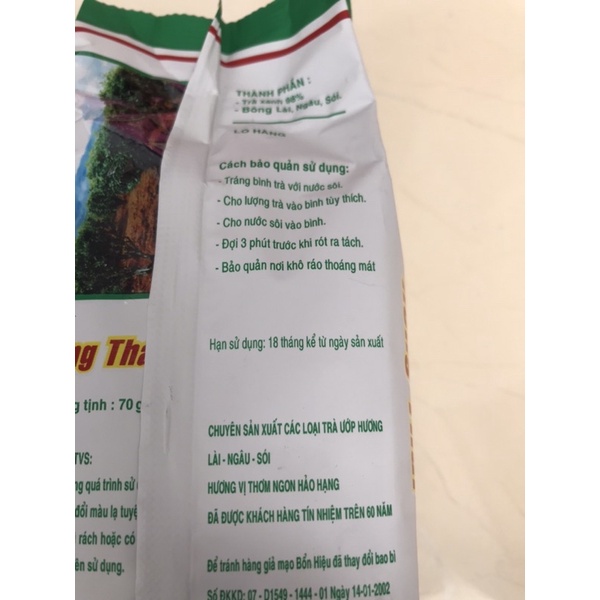 THÀNH PHẦN :
- Trà xanh 98%
- Bông Lài, Ngâu, Sói.
LÔ HÀNG
Cách bảo quản sử dụng:
- Tráng bình trà với nước sôi.
- Cho lượng trà vào bình tùy thích.
- Cho nước sôi vào bình.
- Đợi 3 phút trước khi rót ra tách.
- Bảo quản nơi khô ráo thoáng mát
Hạn sử dụng: 18 tháng kể từ ngày sản xuất
CHUYÊN SẢN XUẤT CÁC LOẠI TRÀ ƯỚP HƯƠNG
LÀI - NGÂU - SÓI
HƯƠNG VỊ THƠM NGON HẢO HẠNG
ĐÃ ĐƯỢC KHÁCH HÀNG TÍN NHIỆM TRÊN 60 NĂM
Để tránh hàng giả mạo Bổn Hiệu đã thay đổi bao bì
Số ĐKKD: 07 - D1549 - 1444 - 01 Ngày 14-01-2002
ng Tha
g tịnh : 70 g
TVS:
ng quá trình sử
đổi màu lạ tuyệ
rách hoặc có
ên sử dụng.